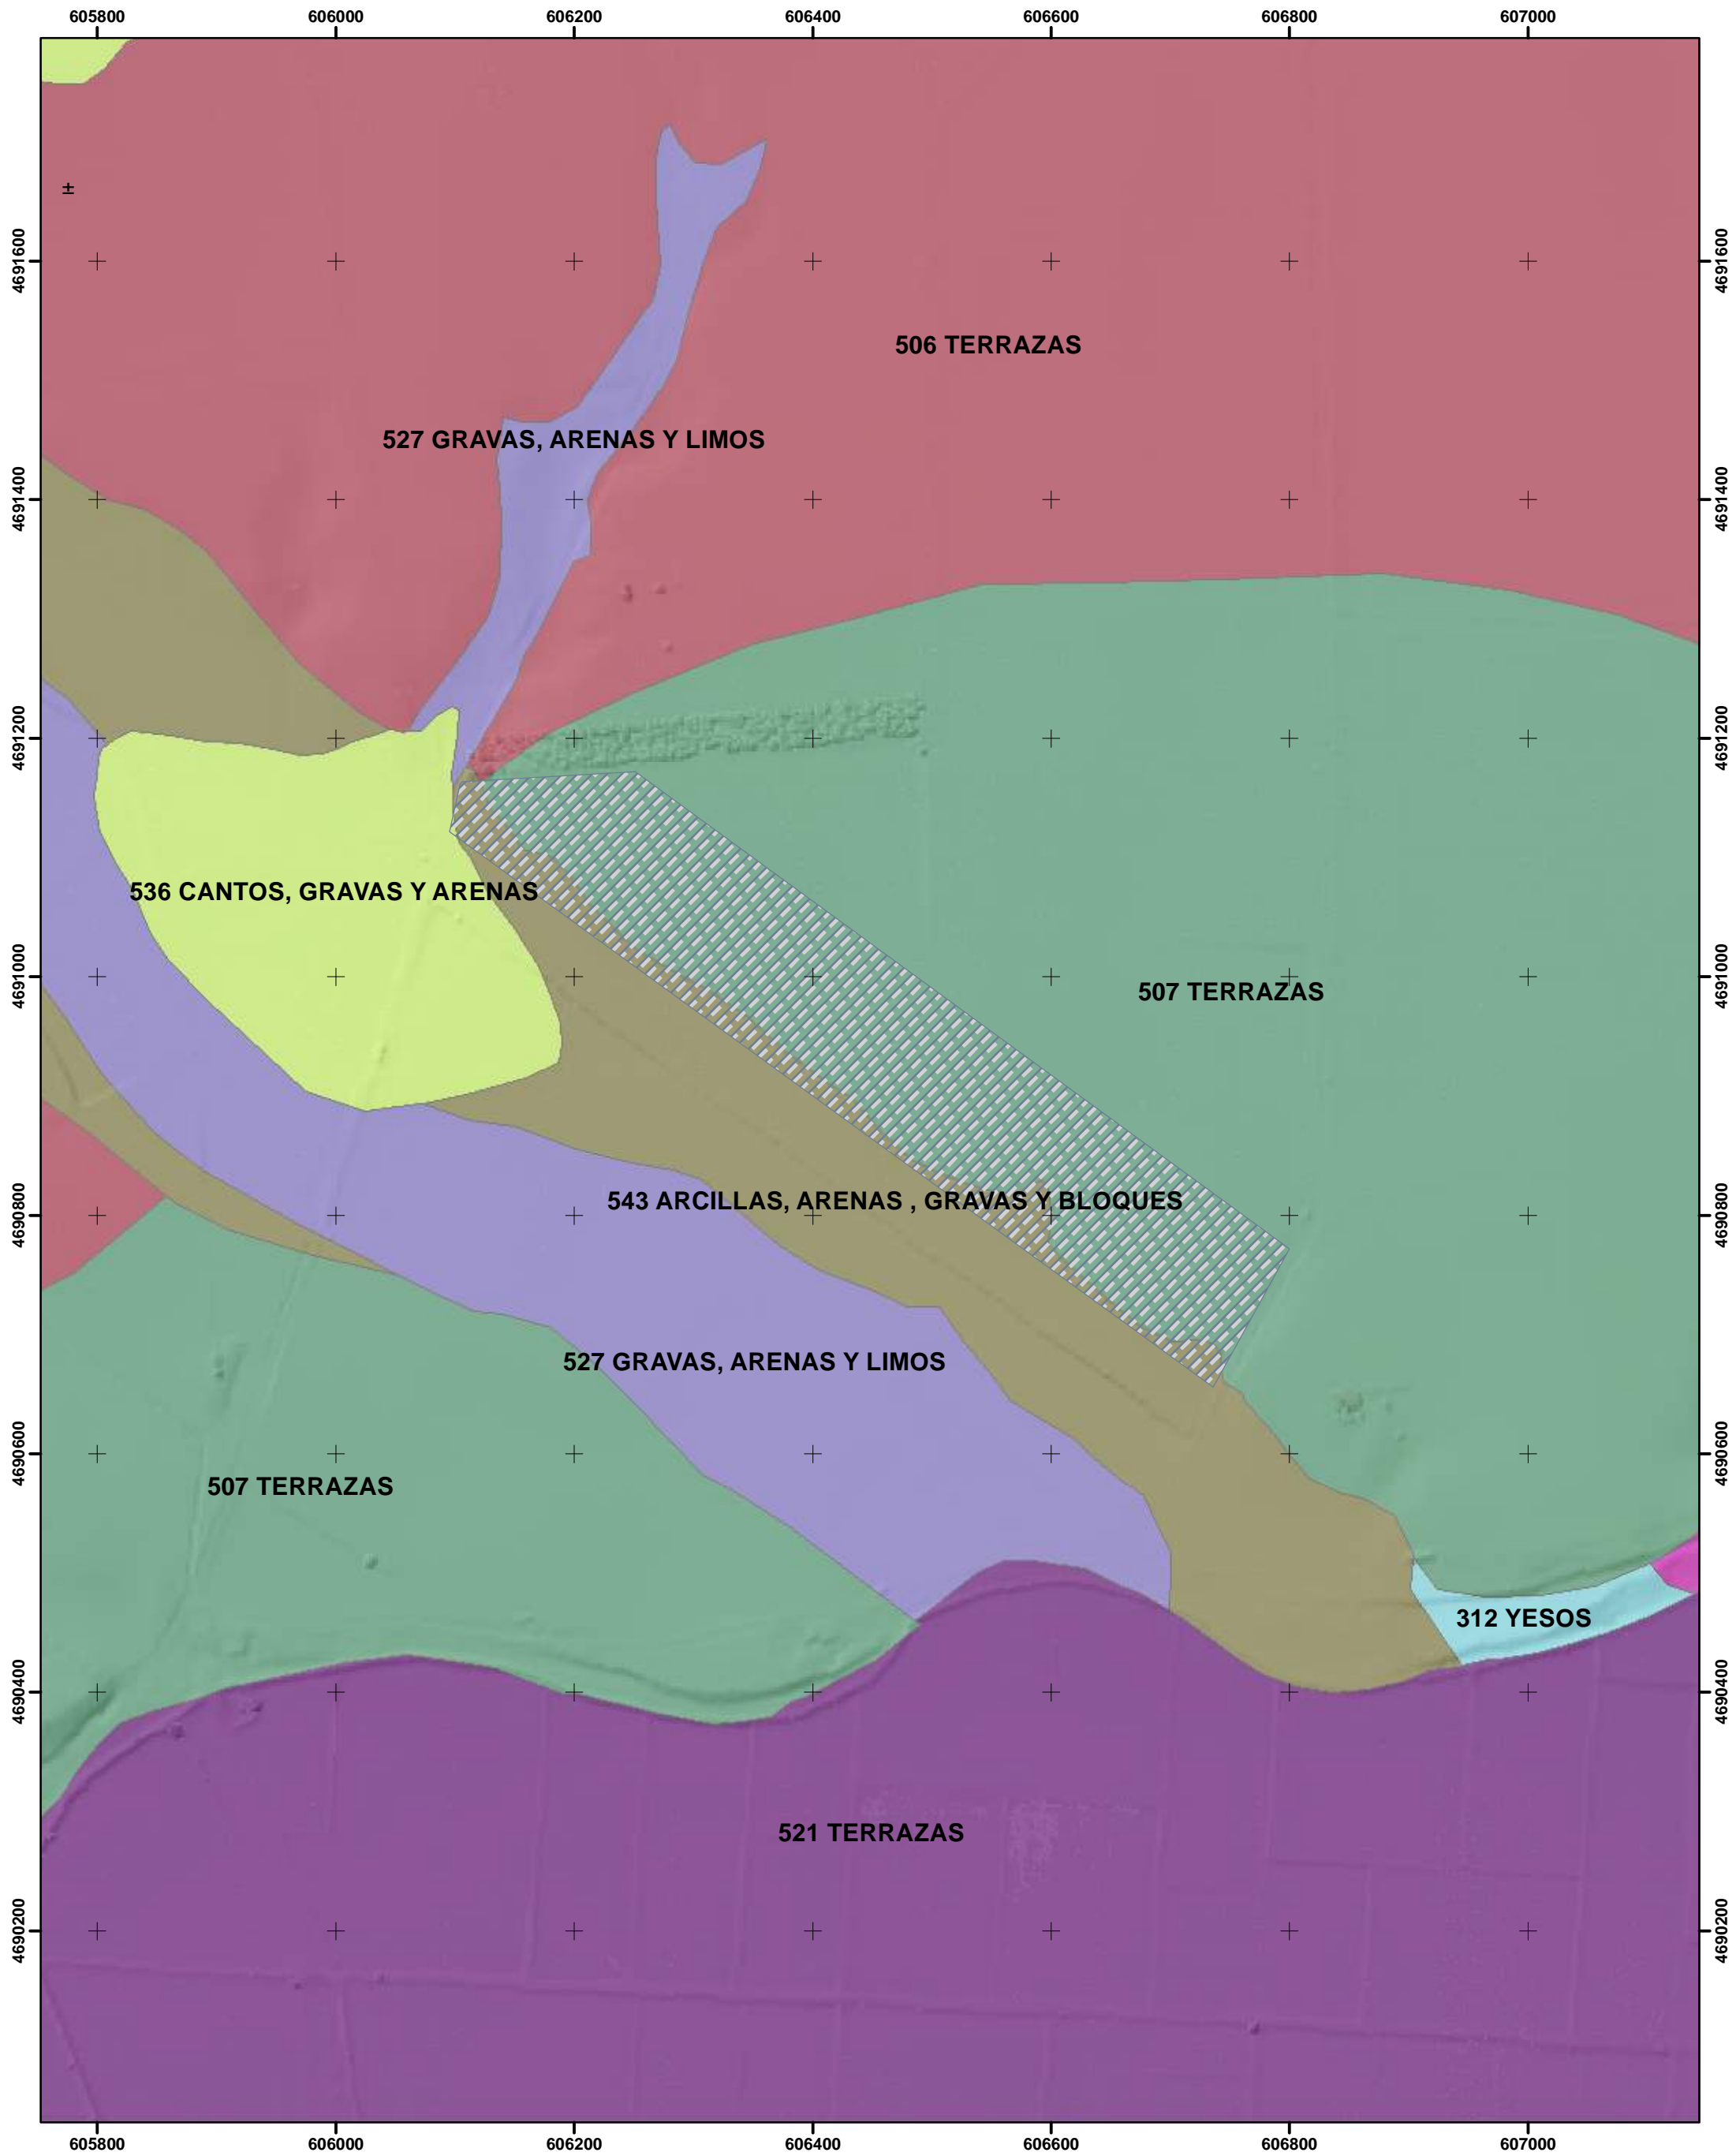 605800 606000 606200 606400 606600 606800 607000
±
4691600 4691600
506 TERRAZAS
527 GRAVAS, ARENAS Y LIMOS
4691400 4691400
4691200 4691200
536 CANTOS, GRAVAS Y ARENAS
4691000 4691000
507 TERRAZAS
543 ARCILLAS, ARENAS , GRAVAS Y BLOQUES
4690800 4690800
527 GRAVAS, ARENAS Y LIMOS
4690600 4690600
507 TERRAZAS
312 YESOS
4690400 4690400
521 TERRAZAS
4690200 4690200
605800 606000 606200 606400 606600 606800 607000